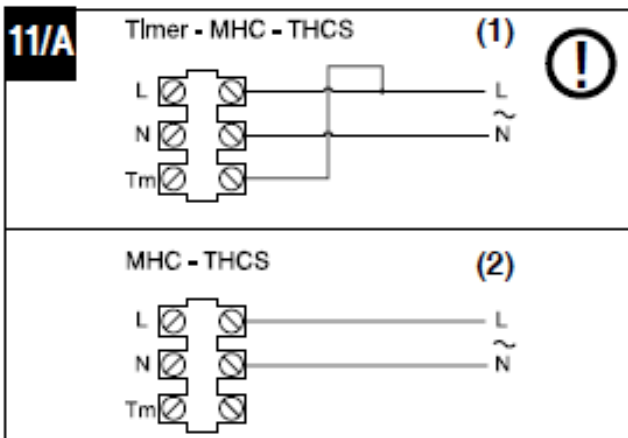 11/A
TImer - MHC - THCS (1) !
L L
~
N N
Tm
MHC - THCS (2)
L L
~
N N
Tm